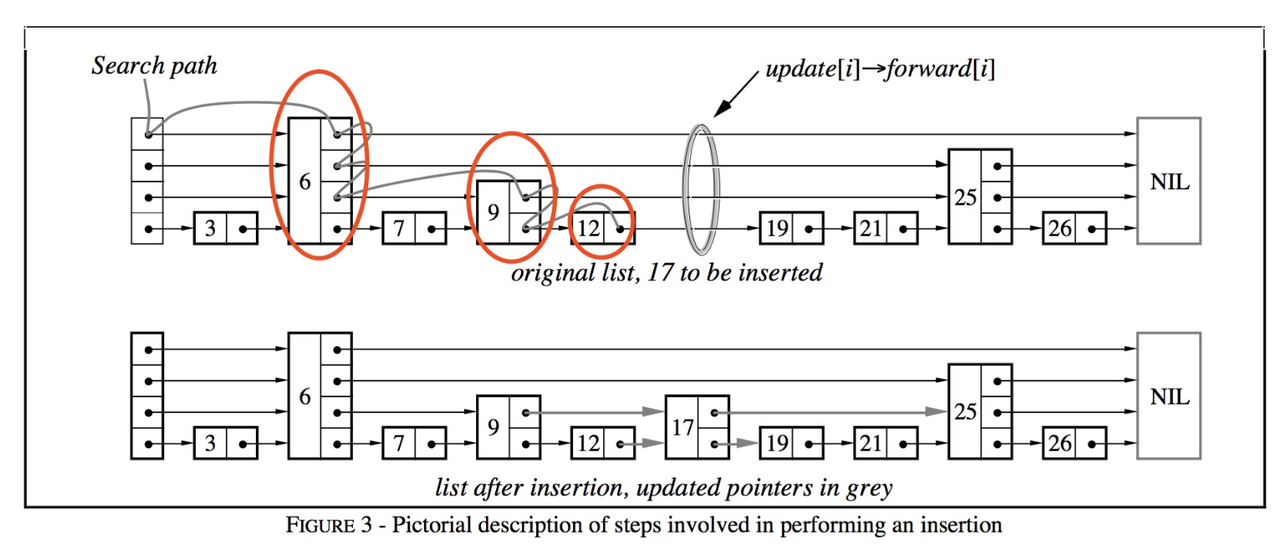 Search path
update[i]→forward[i]
6
NIL
9
25
3
7
12
19
21
26
original list, 17 to be inserted
6
NIL
9
17
25
3
7
12
19
21
26
list after insertion, updated pointers in grey
FIGURE 3 - Pictorial description of steps involved in performing an insertion